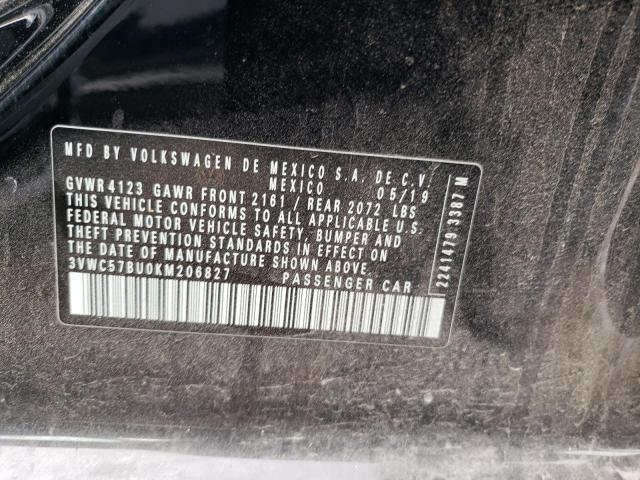 MFD BY VOLKSWAGEN DE MEXICO S.A. DE C.V.
MEXICO 05/19
GVWR 4123 GAWR FRONT 2161 / REAR 2072 LBS
THIS VEHICLE CONFORMS TO ALL APPLICABLE U.S.
FEDERAL MOTOR VEHICLE SAFETY, BUMPER AND
THEFT PREVENTION STANDARDS IN EFFECT ON
THE DATE OF MANUFACTURE SHOWN ABOVE.
3VWC57BU0KM206827 PASSENGER CAR
2241479 3387 M